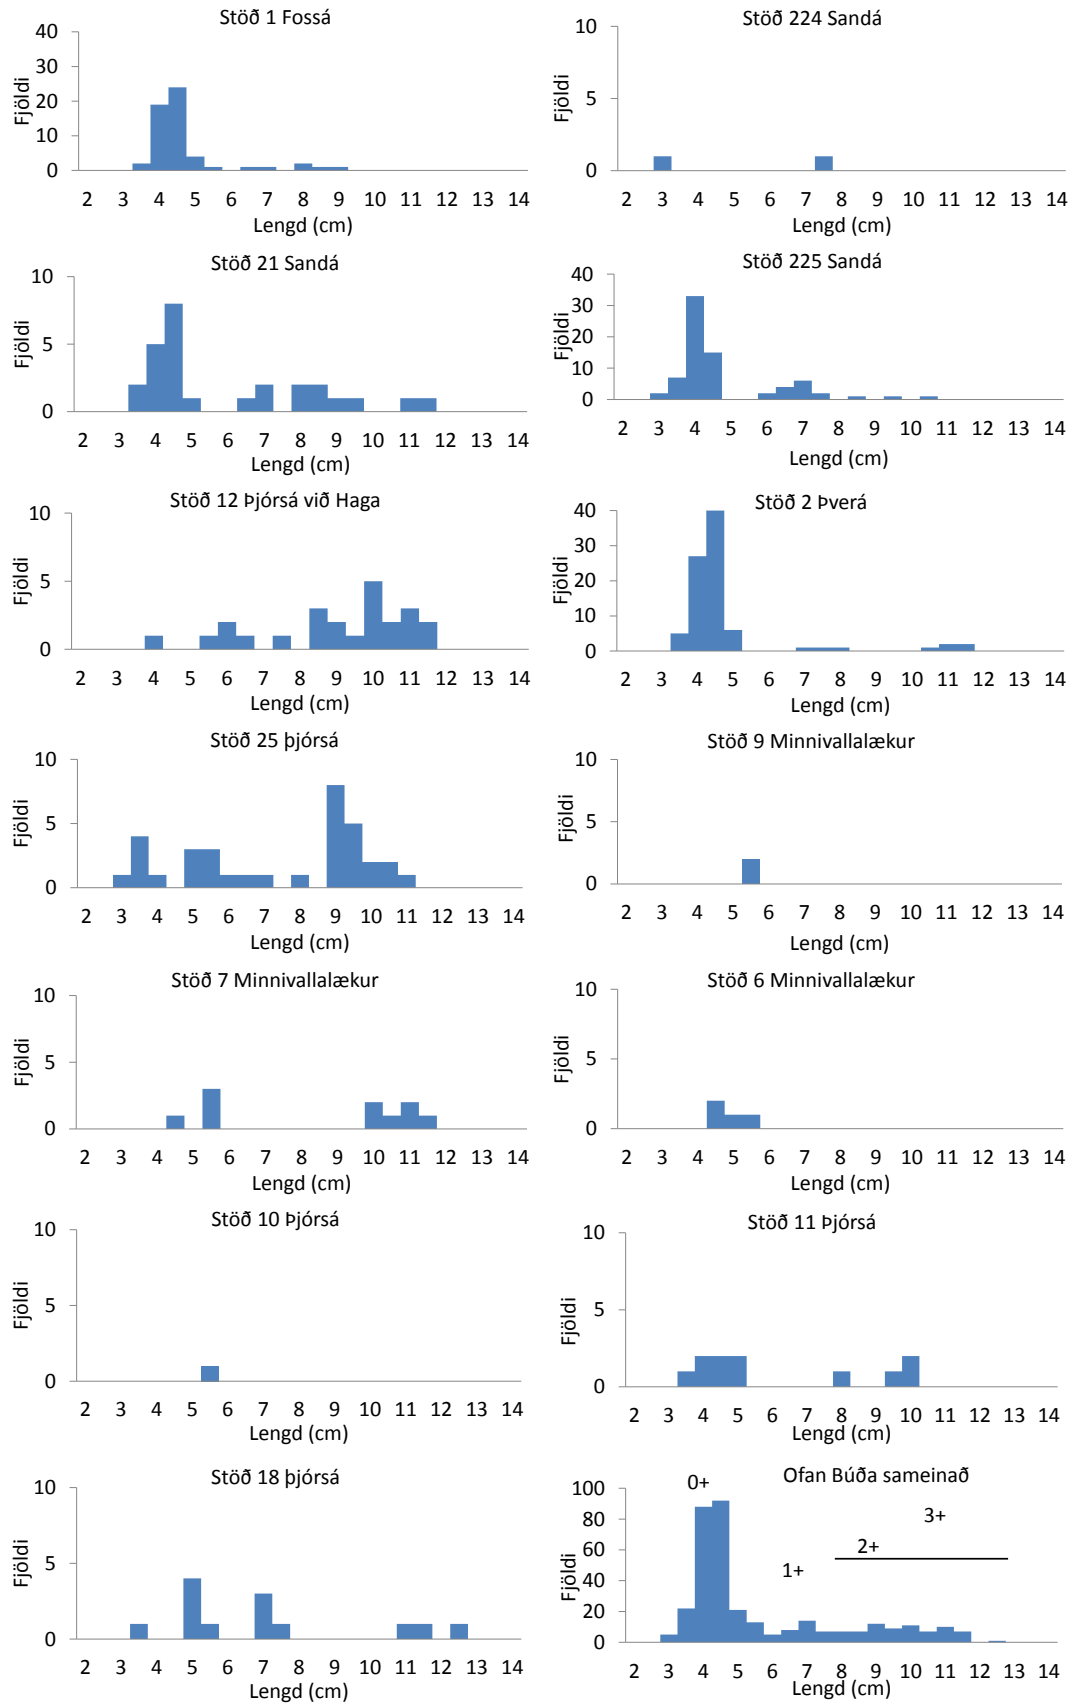 Stöð 1 Fossá
40
30
20
10
0
Fjöldi
2 3 4 5 6 7 8 9 10 11 12 13 14
Lengd (cm)
Stöð 224 Sandá
10
5
0
Fjöldi
2 3 4 5 6 7 8 9 10 11 12 13 14
Lengd (cm)
Stöð 21 Sandá
10
5
0
Fjöldi
2 3 4 5 6 7 8 9 10 11 12 13 14
Lengd (cm)
Stöð 225 Sandá
40
30
20
10
0
Fjöldi
2 3 4 5 6 7 8 9 10 11 12 13 14
Lengd (cm)
Stöð 12 Þjórsá við Haga
10
5
0
Fjöldi
2 3 4 5 6 7 8 9 10 11 12 13 14
Lengd (cm)
Stöð 2 Þverá
40
30
20
10
0
Fjöldi
2 3 4 5 6 7 8 9 10 11 12 13 14
Lengd (cm)
Stöð 25 þjórsá
10
5
0
Fjöldi
2 3 4 5 6 7 8 9 10 11 12 13 14
Lengd (cm)
Stöð 9 Minnivallalækur
10
5
0
Fjöldi
2 3 4 5 6 7 8 9 10 11 12 13 14
Lengd (cm)
Stöð 7 Minnivallalækur
10
5
0
Fjöldi
2 3 4 5 6 7 8 9 10 11 12 13 14
Lengd (cm)
Stöð 6 Minnivallalækur
10
5
0
Fjöldi
2 3 4 5 6 7 8 9 10 11 12 13 14
Lengd (cm)
Stöð 10 Þjórsá
10
5
0
Fjöldi
2 3 4 5 6 7 8 9 10 11 12 13 14
Lengd (cm)
Stöð 11 Þjórsá
10
5
0
Fjöldi
2 3 4 5 6 7 8 9 10 11 12 13 14
Lengd (cm)
Stöð 18 þjórsá
10
5
0
Fjöldi
2 3 4 5 6 7 8 9 10 11 12 13 14
Lengd (cm)
Ofan Búða sameinað
100
80
60
40
20
0
Fjöldi
0+
1+
2+
3+
2 3 4 5 6 7 8 9 10 11 12 13 14
Lengd (cm)